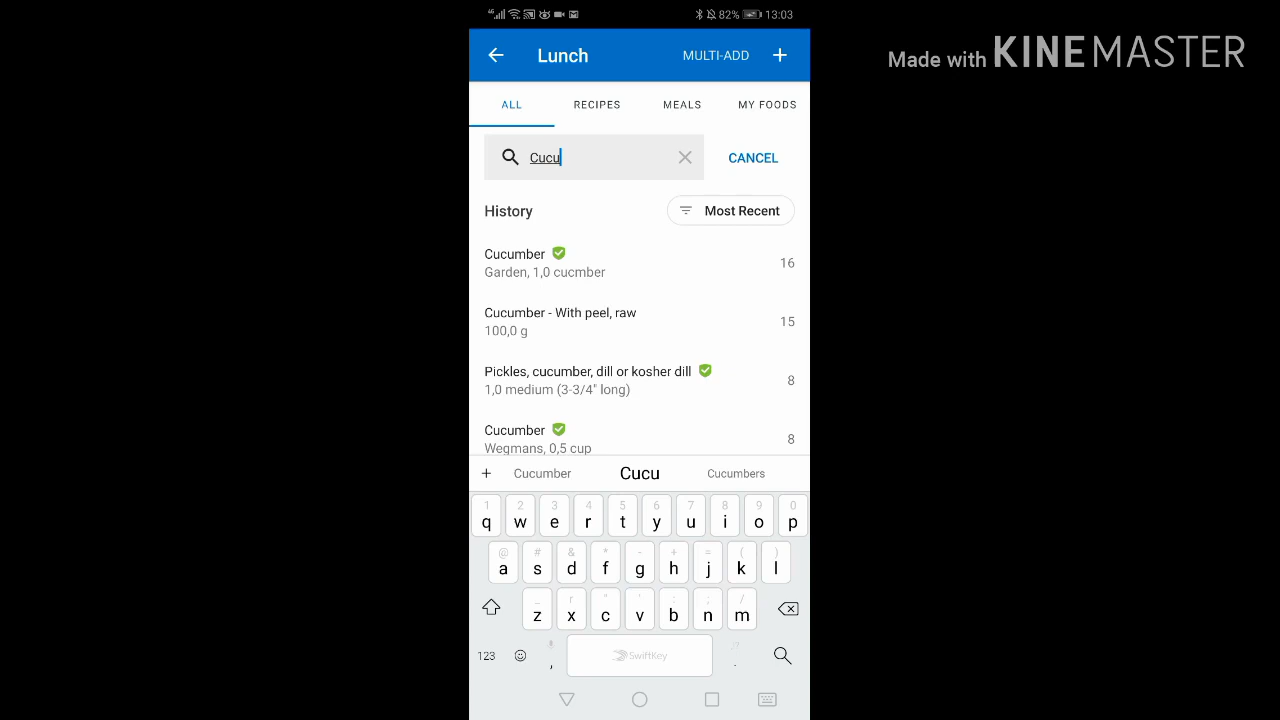 82% 13:03
Made with KINEMASTER
Lunch MULTI-ADD +
ALL RECIPES MEALS MY FOODS
Cucu CANCEL
History Most Recent
Cucumber
Garden, 1,0 cucmber 16
Cucumber - With peel, raw
100,0 g 15
Pickles, cucumber, dill or kosher dill
1,0 medium (3-3/4" long) 8
Cucumber
Wegmans, 0,5 cup 8
+ Cucumber Cucu Cucumbers
1 2 3 4 5 6 7 8 9 0
q w e r t y u i o p
@ # & * - + = ( )
a s d f g h j k l
_ r " ' : ; /
z x c v b n m
123 , SwiftKey .